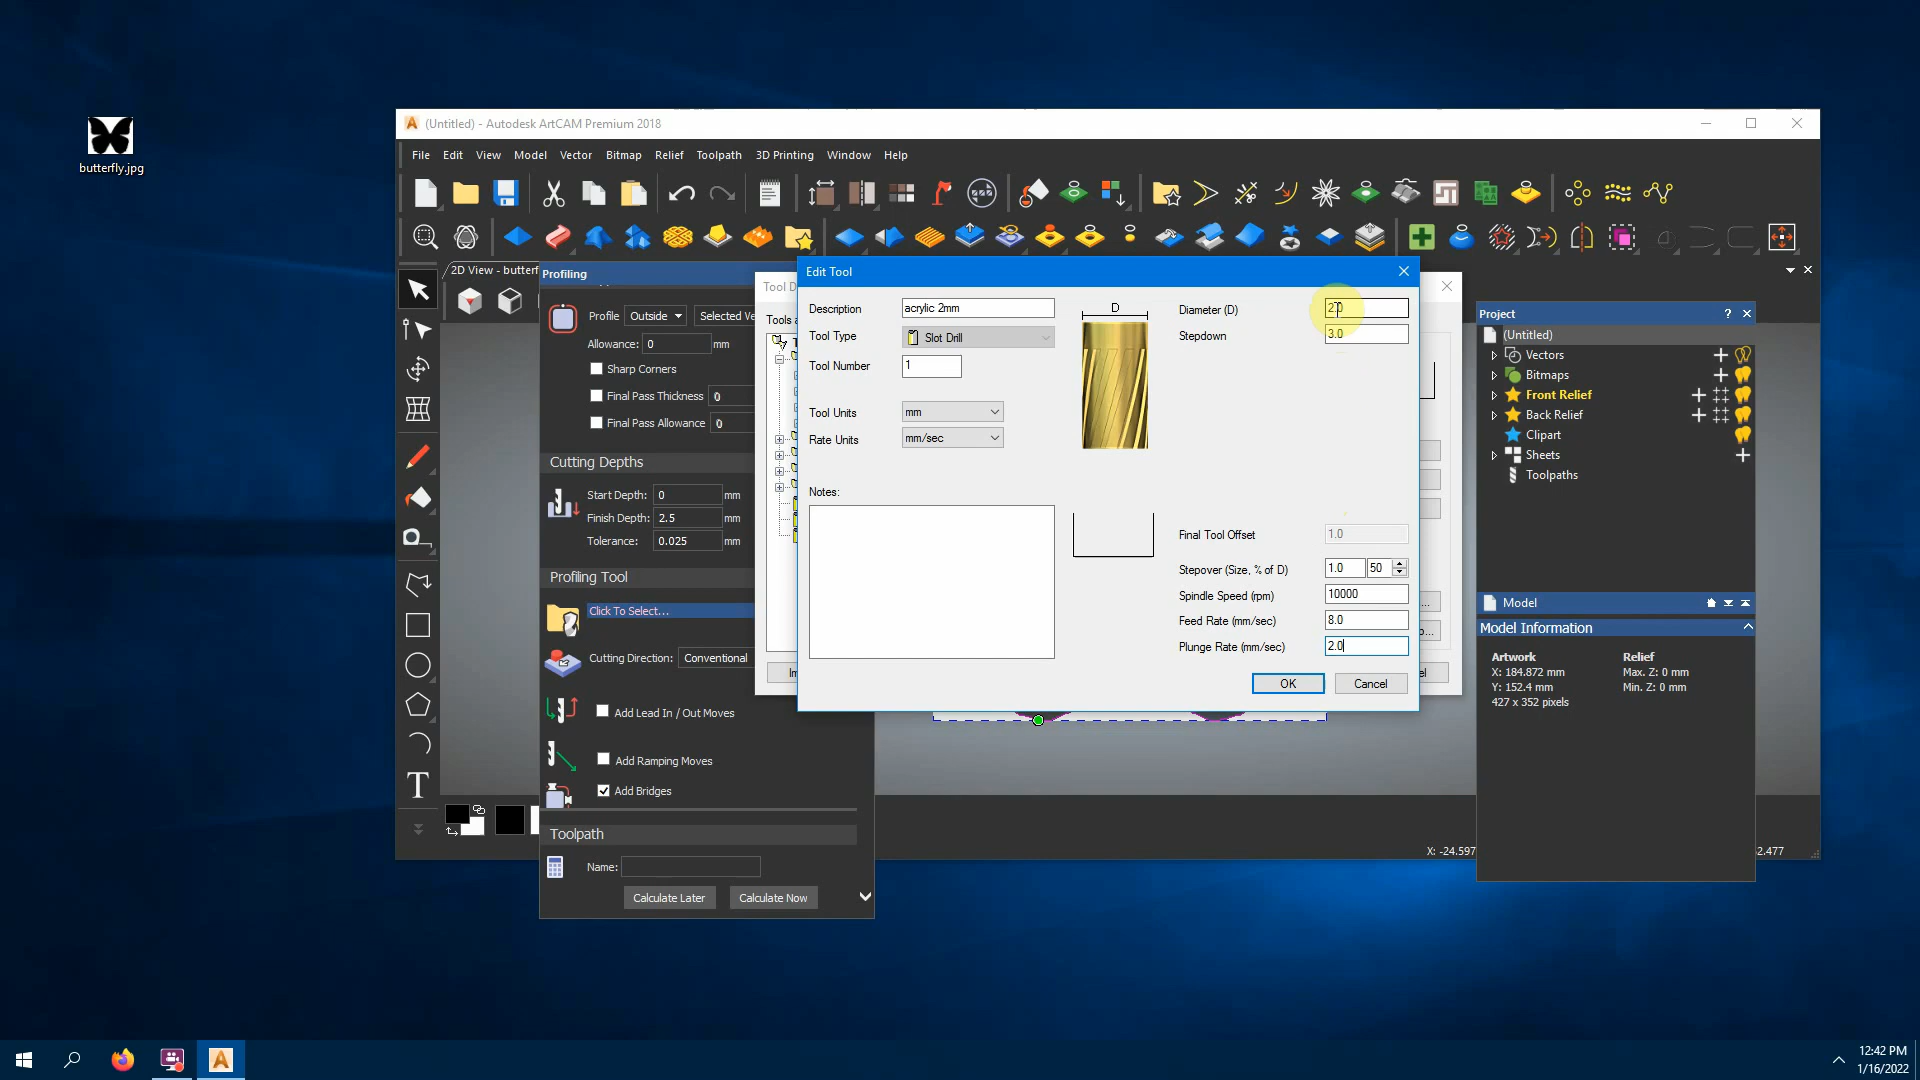 butterfly.jpg
(Untitled) - Autodesk ArtCAM Premium 2018
File Edit View Model Vector Bitmap Relief Toolpath 3D Printing Window Help
2D View - butterf
Profiling
Profile Outside Selected Ve
Allowance: 0 mm
Sharp Corners
Final Pass Thickness 0
Final Pass Allowance 0
Cutting Depths
Start Depth: 0 mm
Finish Depth: 2.5 mm
Tolerance: 0.025 mm
Profiling Tool
Click To Select...
Cutting Direction: Conventional
Add Lead In / Out Moves
Add Ramping Moves
Add Bridges
Toolpath
Name:
Calculate Later Calculate Now
Tool D
Tools a
Edit Tool
Description acrylic 2mm
Tool Type Slot Drill
Tool Number 1
Tool Units mm
Rate Units mm/sec
Notes:
D
Diameter (D) 2.0
Stepdown 3.0
Final Tool Offset 1.0
Stepover (Size, % of D) 1.0 50
Spindle Speed (rpm) 10000
Feed Rate (mm/sec) 8.0
Plunge Rate (mm/sec) 2.0
OK Cancel
Project
?
(Untitled)
Vectors
Bitmaps
Front Relief
Back Relief
Clipart
Sheets
Toolpaths
Model
Model Information
Artwork
X: 184.872 mm
Y: 152.4 mm
427 x 352 pixels
Relief
Max. Z: 0 mm
Min. Z: 0 mm
X: -24.597
2.477
12:42 PM
1/16/2022